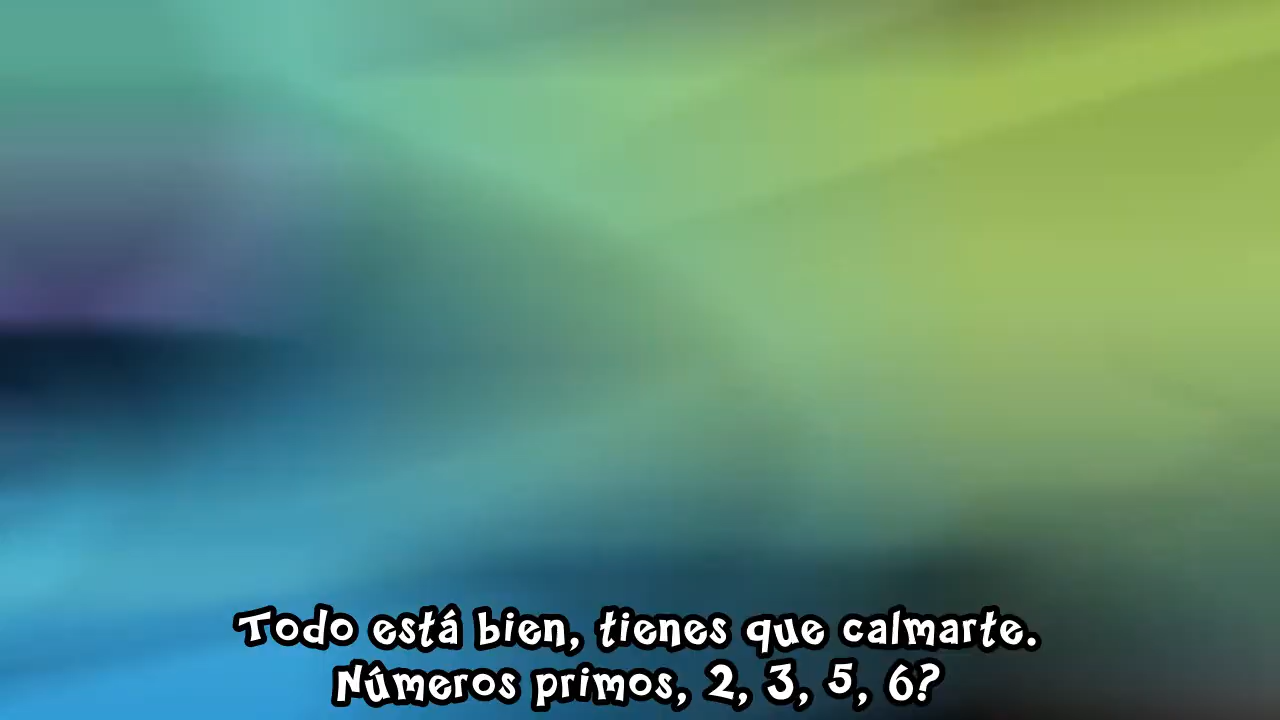 Todo está bien, tienes que calmarte.
Números primos, 2, 3, 5, 6?